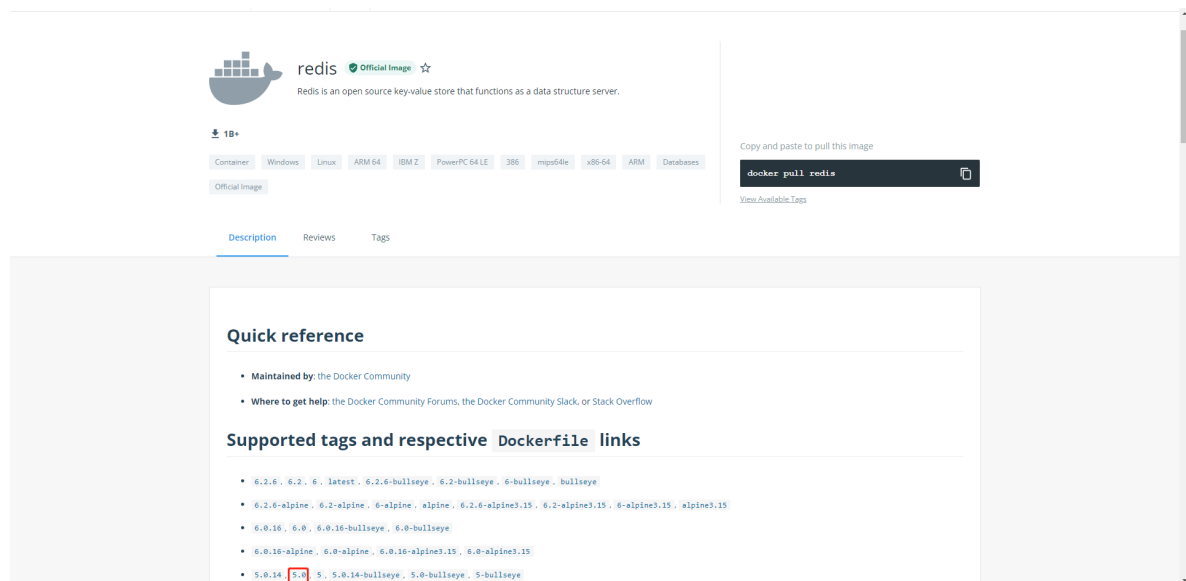 redis Official Image
Redis is an open source key-value store that functions as a data structure server.
1B+
Container Windows Linux ARM 64 IBM Z PowerPC 64 LE 386 mips64le x86-64 ARM Databases
Official Image
Copy and paste to pull this image
docker pull redis
View Available Tags
Description Reviews Tags
Quick reference
• Maintained by: the Docker Community
• Where to get help: the Docker Community Forums, the Docker Community Slack, or Stack Overflow
Supported tags and respective Dockerfile links
• 6.2.6, 6.2, 6, latest, 6.2.6-bullseye, 6.2-bullseye, 6-bullseye, bullseye
• 6.2.6-alpine, 6.2-alpine, 6-alpine, alpine, 6.2.6-alpine3.15, 6.2-alpine3.15, 6-alpine3.15, alpine3.15
• 6.0.16, 6.0, 6.0.16-bullseye, 6.0-bullseye
• 6.0.16-alpine, 6.0-alpine, 6.0.16-alpine3.15, 6.0-alpine3.15
• 5.0.14, 5.0, 5, 5.0.14-bullseye, 5.0-bullseye, 5-bullseye